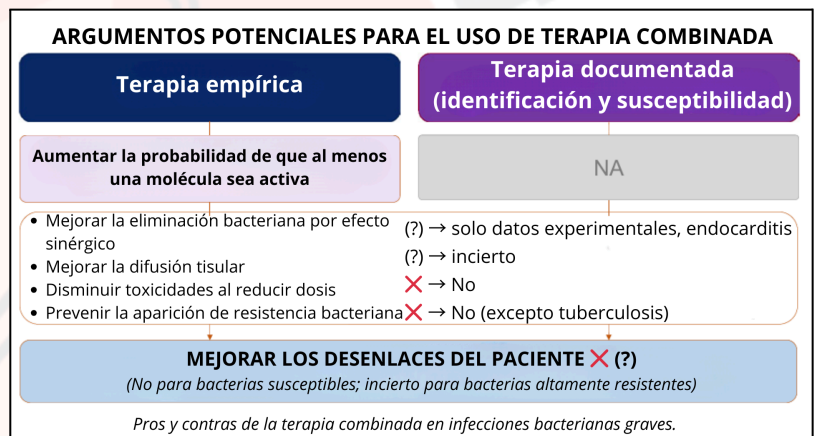 ARGUMENTOS POTENCIALES PARA EL USO DE TERAPIA COMBINADA
Terapia empírica
Terapia documentada
(identificación y susceptibilidad)
Aumentar la probabilidad de que al menos
una molécula sea activa
NA
• Mejorar la eliminación bacteriana por efecto
sinérgico
• Mejorar la difusión tisular
• Disminuir toxicidades al reducir dosis
• Prevenir la aparición de resistencia bacteriana
(?) → solo datos experimentales, endocarditis
(?) → incierto
❌ → No
❌ → No (excepto tuberculosis)
MEJORAR LOS DESENLACES DEL PACIENTE ❌ (?)
(No para bacterias susceptibles; incierto para bacterias altamente resistentes)
Pros y contras de la terapia combinada en infecciones bacterianas graves.